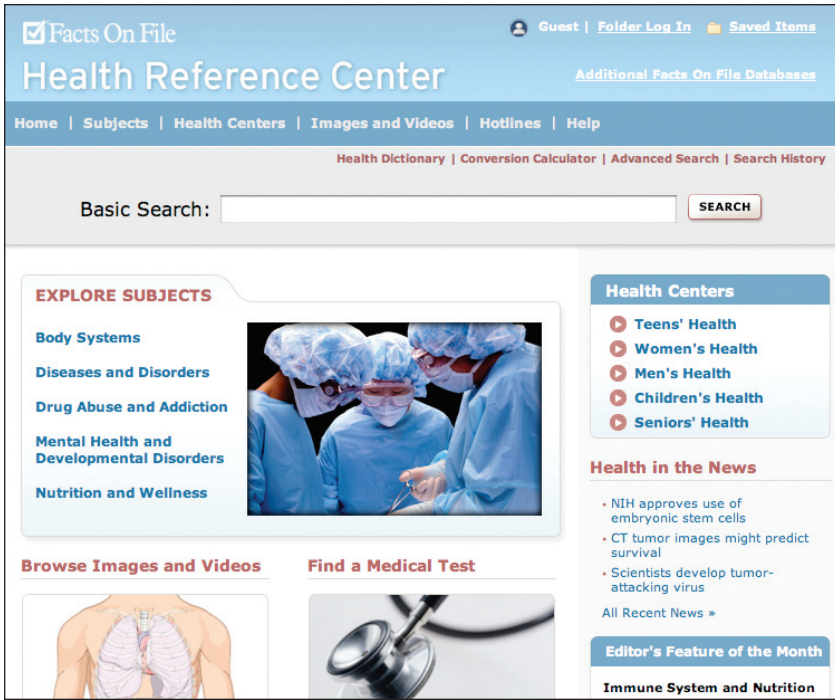 Facts On File
Guest | Folder Log In Saved Items
Health Reference Center
Additional Facts On File Databases
Home | Subjects | Health Centers | Images and Videos | Hotlines | Help
Health Dictionary | Conversion Calculator | Advanced Search | Search History
Basic Search:
SEARCH
EXPLORE SUBJECTS
Body Systems
Diseases and Disorders
Drug Abuse and Addiction
Mental Health and
Developmental Disorders
Nutrition and Wellness
Browse Images and Videos
Find a Medical Test
Health Centers
Teens' Health
Women's Health
Men's Health
Children's Health
Seniors' Health
Health in the News
• NIH approves use of
embryonic stem cells
• CT tumor images might predict
survival
• Scientists develop tumor-
attacking virus
All Recent News »
Editor's Feature of the Month
Immune System and Nutrition